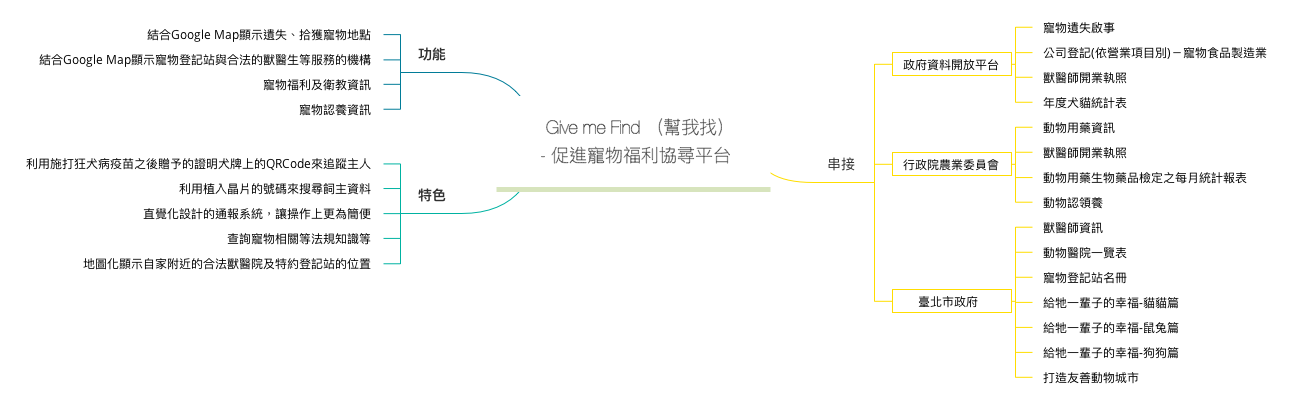 Give me Find （幫我找）
- 促進寵物福利協尋平台
功能
結合Google Map顯示遺失、拾獲寵物地點
結合Google Map顯示寵物登記站與合法的獸醫生等服務的機構
寵物福利及衛教資訊
寵物認養資訊
特色
利用施打狂犬病疫苗之後贈予的證明犬牌上的QRCode來追蹤主人
利用植入晶片的號碼來搜尋飼主資料
直覺化設計的通報系統，讓操作上更為簡便
查詢寵物相關等法規知識等
地圖化顯示自家附近的合法獸醫院及特約登記站的位置
串接
政府資料開放平台
寵物遺失啟事
公司登記(依營業項目別)－寵物食品製造業
獸醫師開業執照
年度犬貓統計表
行政院農業委員會
動物用藥資訊
獸醫師開業執照
動物用藥生物藥品檢定之每月統計報表
動物認領養
臺北市政府
獸醫師資訊
動物醫院一覽表
寵物登記站名冊
給牠一輩子的幸福-貓貓篇
給牠一輩子的幸福-鼠兔篇
給牠一輩子的幸福-狗狗篇
打造友善動物城市